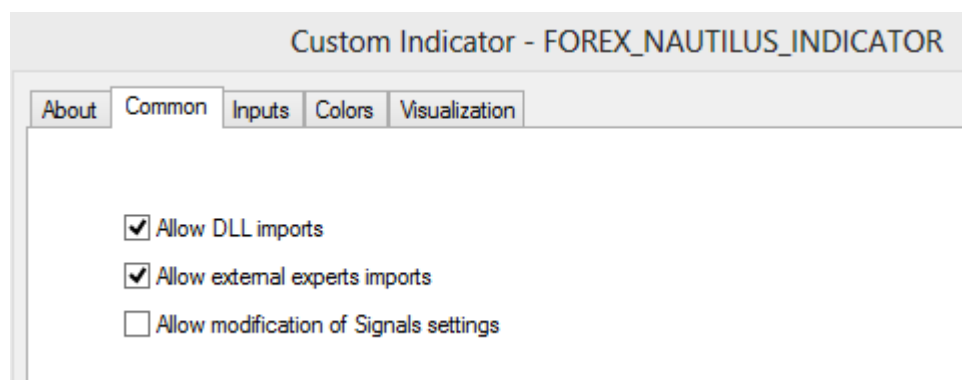 Custom Indicator - FOREX_NAUTILUS_INDICATOR
About Common Inputs Colors Visualization
Allow DLL imports
Allow external experts imports
Allow modification of Signals settings